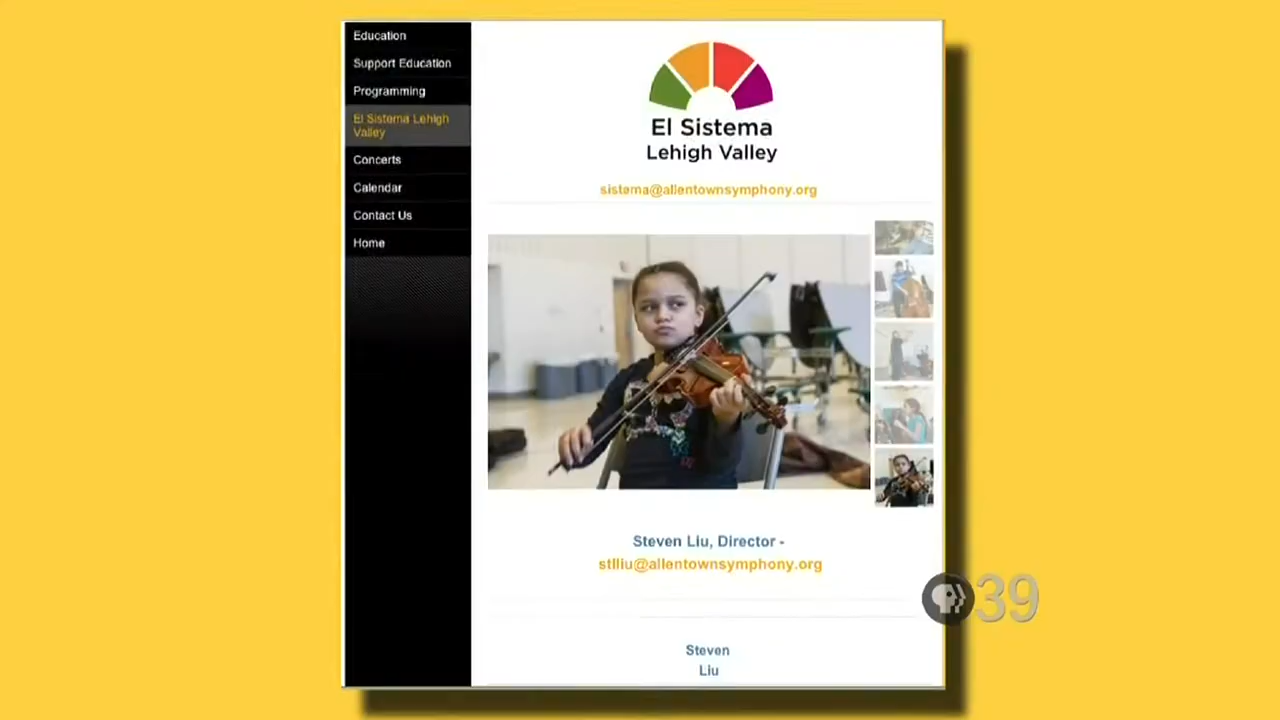 Education
Support Education
Programming
El Sistema Lehigh
Valley
Concerts
Calendar
Contact Us
Home
El Sistema
Lehigh Valley
sistema@allentownsymphony.org
Steven Liu, Director -
stlliu@allentownsymphony.org
Steven
Liu
39